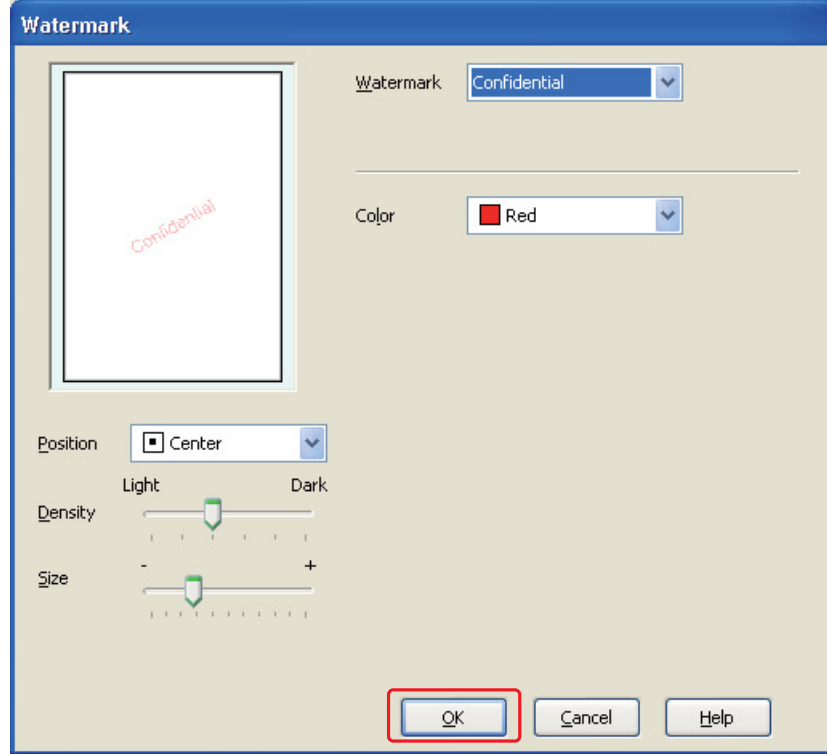 Watermark
Watermark Confidential
Confidential
Color Red
Position Center
Light Dark
Density
- +
Size
OK Cancel Help